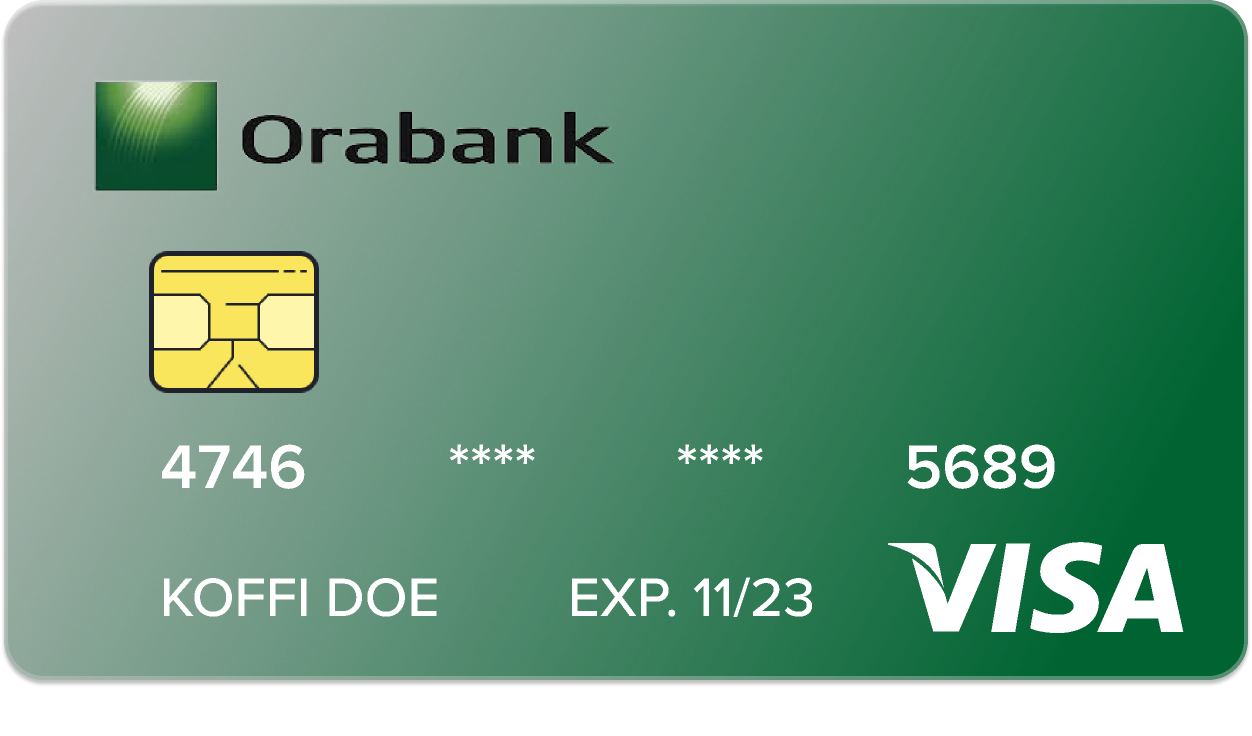 Orabank
4746 **** **** 5689
KOFFI DOE EXP. 11/23
VISA